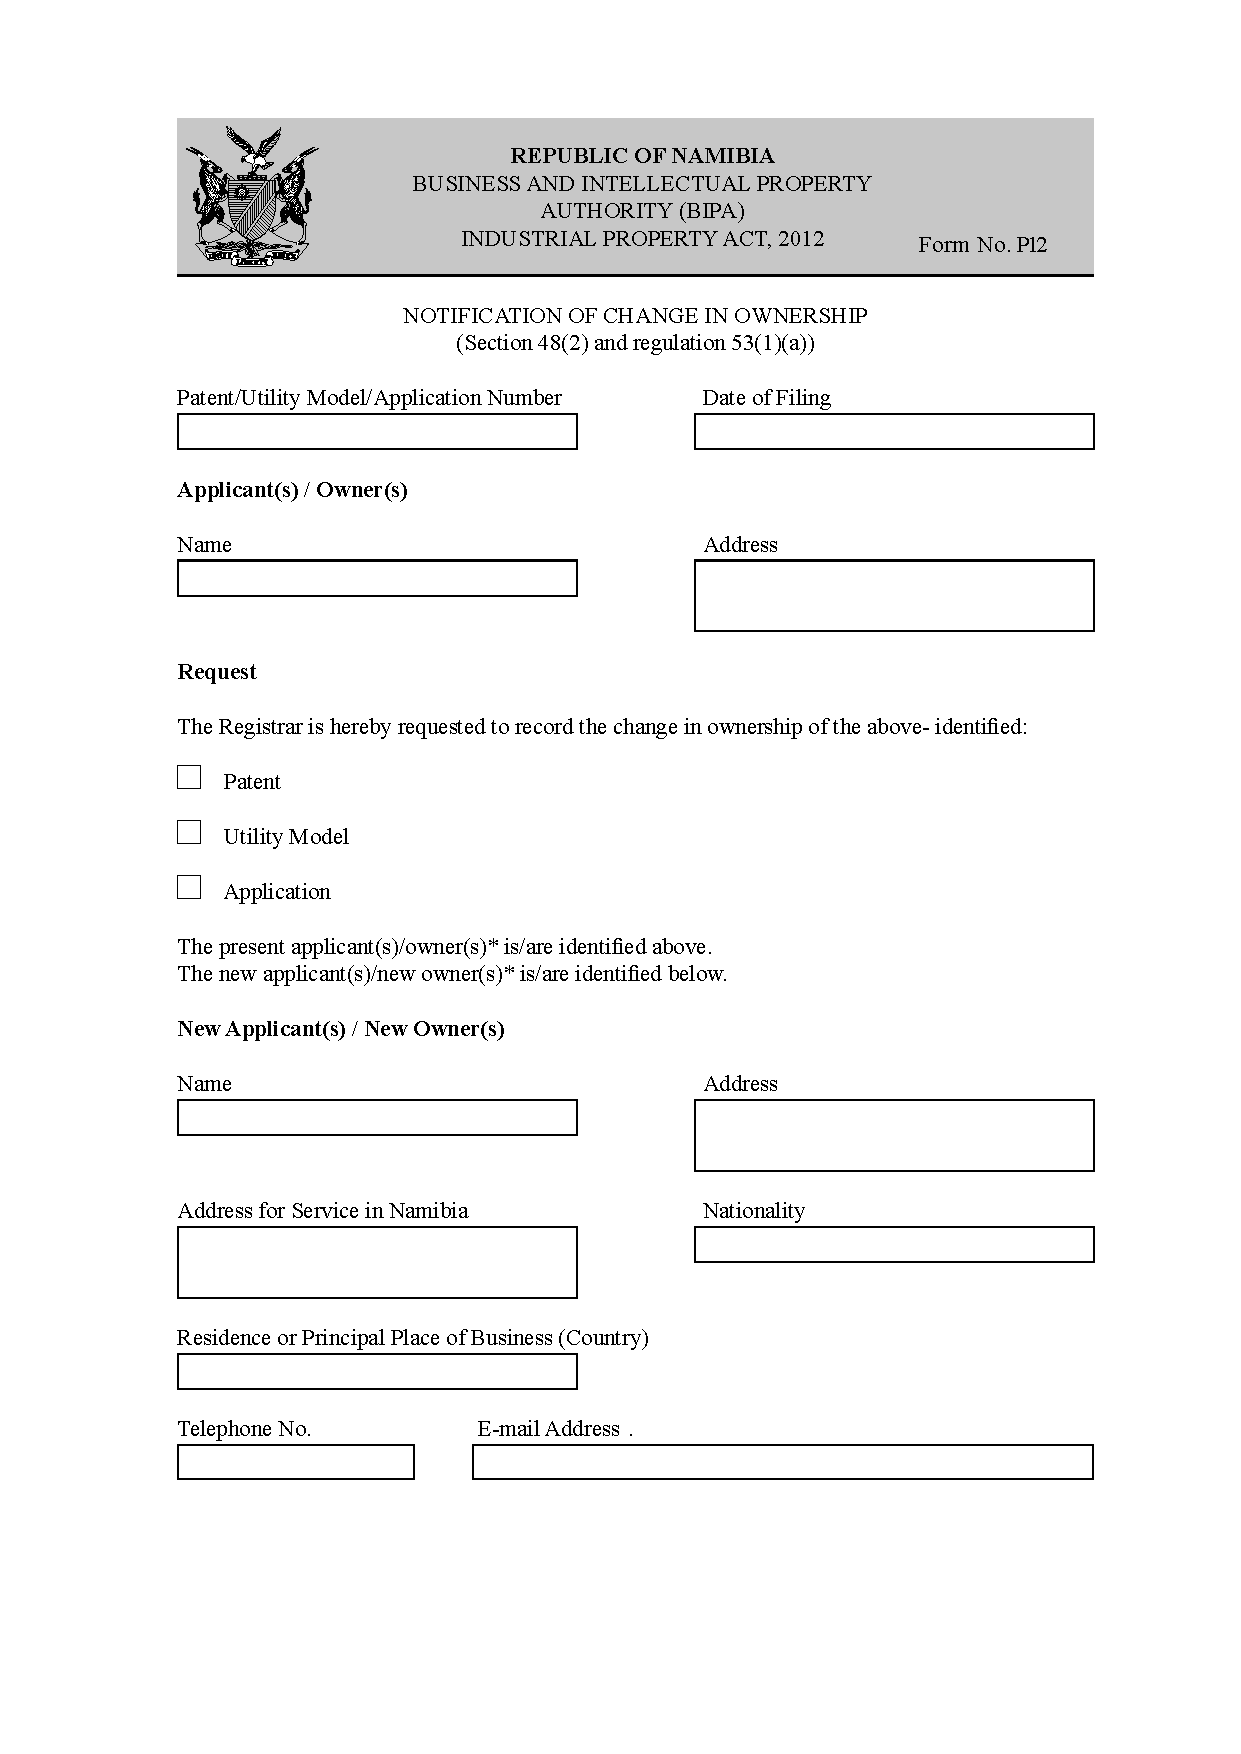 REPUBLIC OF NAMIBIA
BUSINESS AND INTELLECTUAL PROPERTY
AUTHORITY (BIPA)
INDUSTRIAL PROPERTY ACT, 2012
Form No. Pl2
NOTIFICATION OF CHANGE IN OWNERSHIP
(Section 48(2) and regulation 53(1)(a))
Patent/Utility Model/Application Number
Date of Filing
Applicant(s) / Owner(s)
Name
Address
Request
The Registrar is hereby requested to record the change in ownership of the above- identified:
Patent
Utility Model
Application
The present applicant(s)/owner(s)* is/are identified above.
The new applicant(s)/new owner(s)* is/are identified below.
New Applicant(s) / New Owner(s)
Name
Address
Address for Service in Namibia
Nationality
Residence or Principal Place of Business (Country)
Telephone No.
E-mail Address .